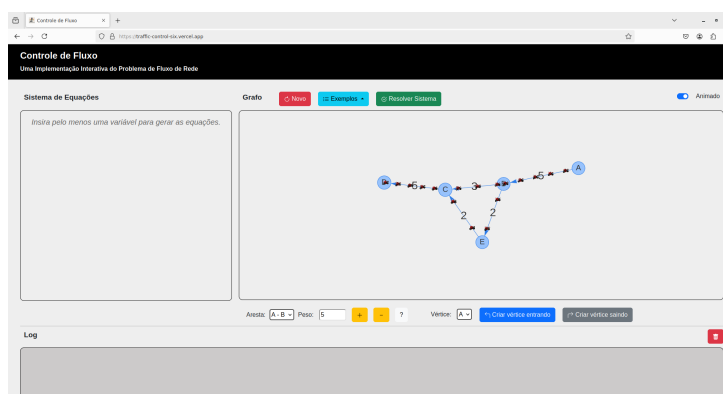 Controle de Fluxo × +
https://traffic-control-six.vercel.app
Controle de Fluxo
Uma Implementação Interativa do Problema de Fluxo de Rede
Sistema de Equações
Insira pelo menos uma variável para gerar as equações.
Grafo Novo Exemplos Resolver Sistema Animado
A
5
5 C 3
2 2
E
Aresta: A - B Peso: 5 + - ? Vértice: A Criar vértice entrando Criar vértice saindo
Log